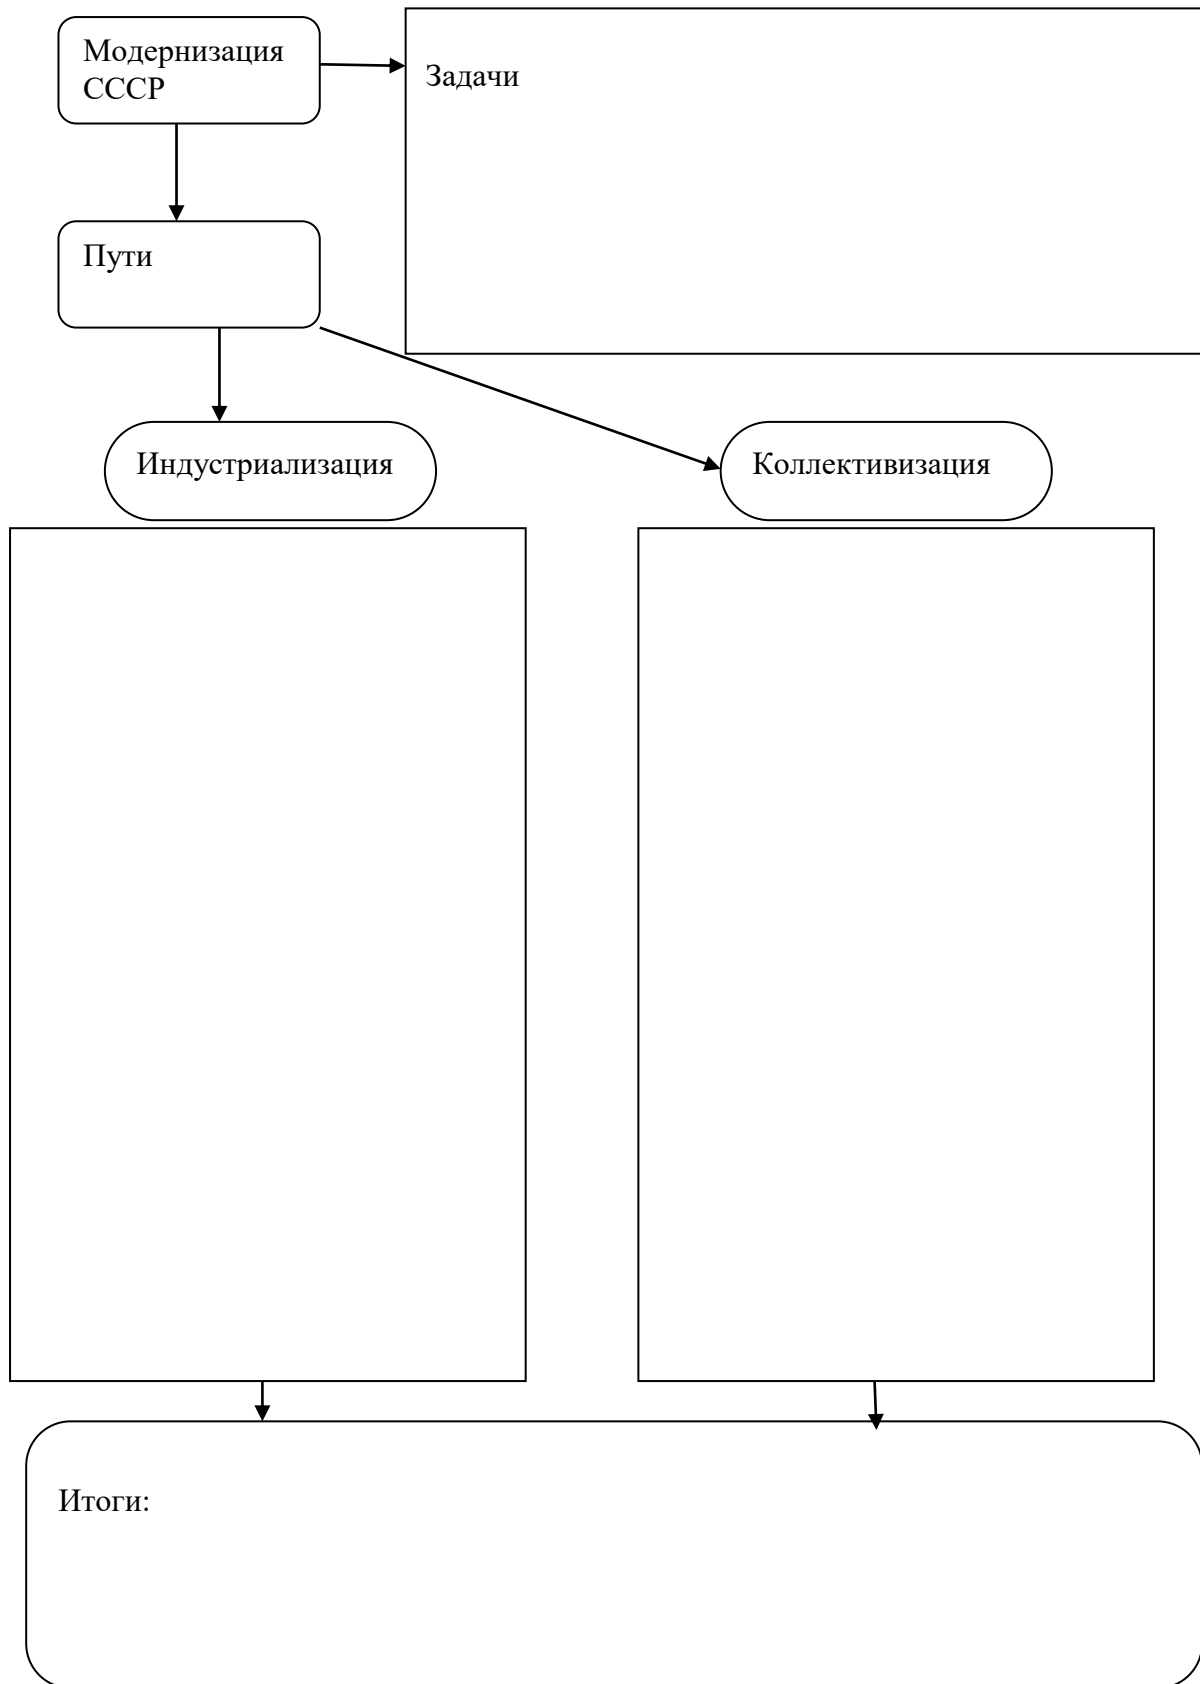 Модернизация
СССР
Задачи
Пути
Индустриализация
Коллективизация
Итоги: